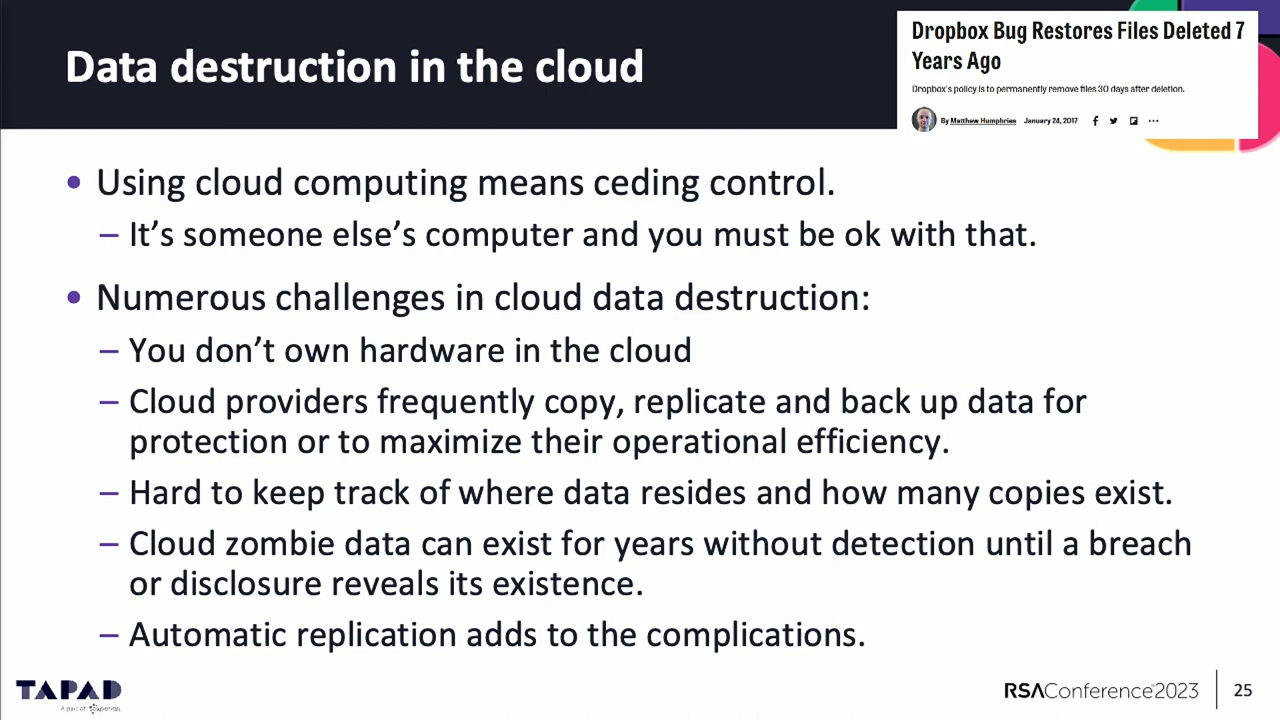 Data destruction in the cloud
Dropbox Bug Restores Files Deleted 7
Years Ago
Dropbox's policy is to permanently remove files 30 days after deletion.
By Matthew Humphries January 24, 2017
• Using cloud computing means ceding control.
– It's someone else's computer and you must be ok with that.
• Numerous challenges in cloud data destruction:
– You don't own hardware in the cloud
– Cloud providers frequently copy, replicate and back up data for
protection or to maximize their operational efficiency.
– Hard to keep track of where data resides and how many copies exist.
– Cloud zombie data can exist for years without detection until a breach
or disclosure reveals its existence.
– Automatic replication adds to the complications.
TAPAD
A part of experian
RSAConference™2023
25